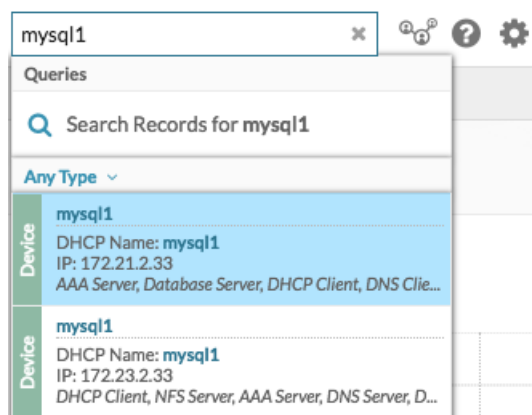 mysql1
Queries
Search Records for mysql1
Any Type
Device
mysql1
DHCP Name: mysql1
IP: 172.21.2.33
AAA Server, Database Server, DHCP Client, DNS Clie...
Device
mysql1
DHCP Name: mysql1
IP: 172.23.2.33
DHCP Client, NFS Server, AAA Server, DNS Server, D...